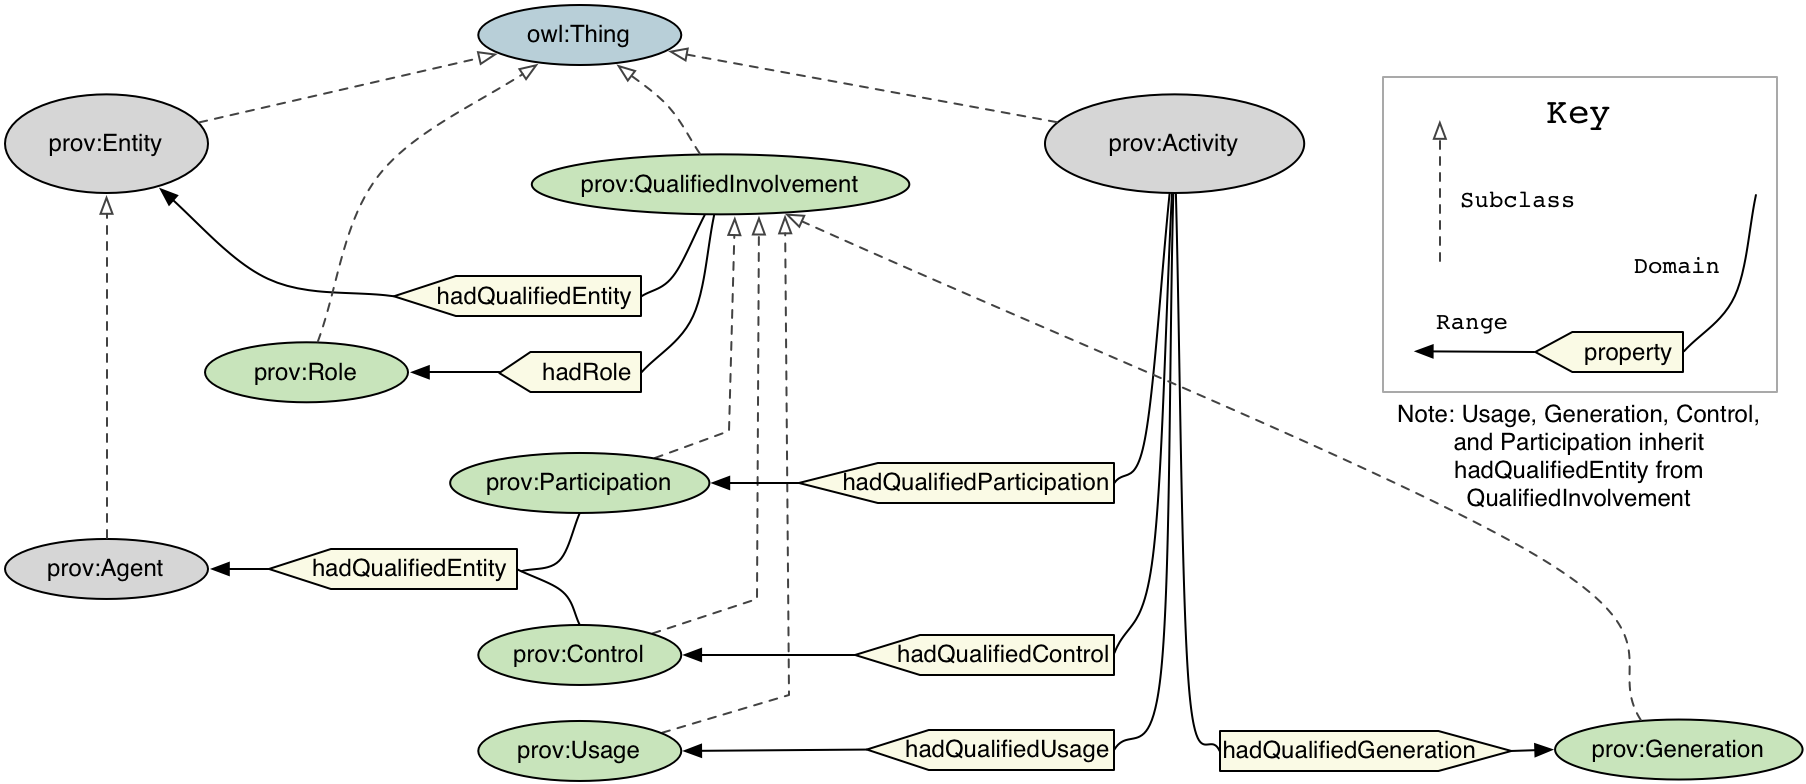 owl:Thing
prov:Entity
prov:Activity
prov:QualifiedInvolvement
hadQualifiedEntity
prov:Role
hadRole
prov:Participation
hadQualifiedParticipation
prov:Agent
hadQualifiedEntity
prov:Control
hadQualifiedControl
prov:Usage
hadQualifiedUsage
hadQualifiedGeneration
prov:Generation
Key
Subclass
Domain
Range
property
Note: Usage, Generation, Control,
and Participation inherit
hadQualifiedEntity from
QualifiedInvolvement